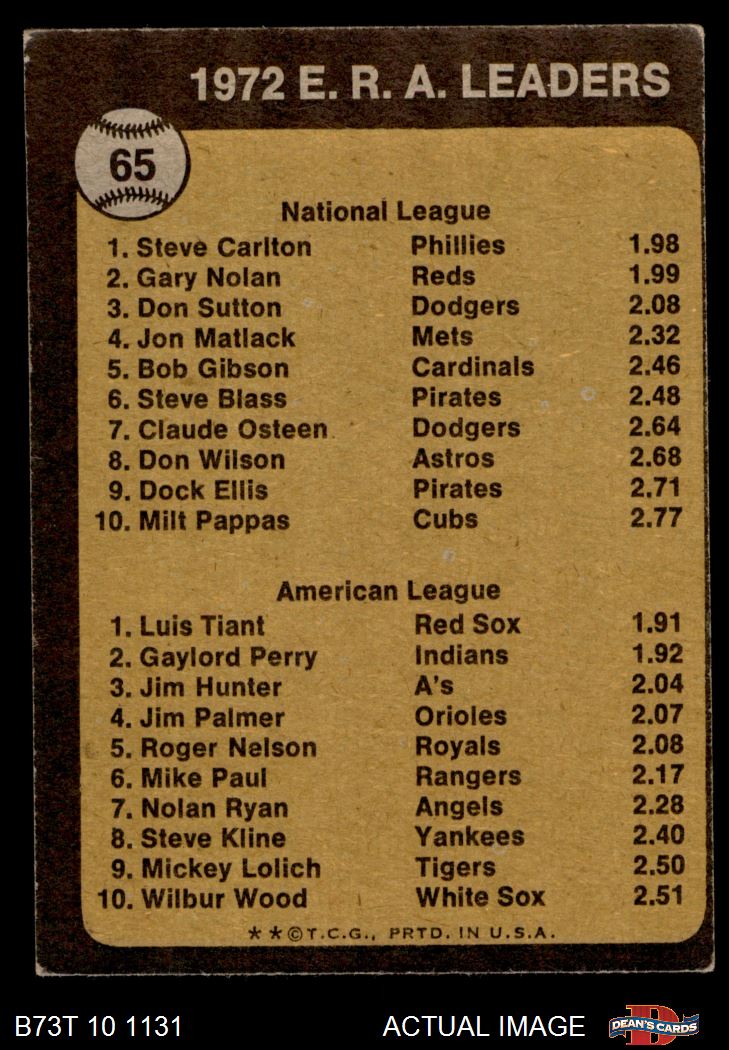 1972 E. R. A. LEADERS
65
National League
1. Steve Carlton Phillies 1.98
2. Gary Nolan Reds 1.99
3. Don Sutton Dodgers 2.08
4. Jon Matlack Mets 2.32
5. Bob Gibson Cardinals 2.46
6. Steve Blass Pirates 2.48
7. Claude Osteen Dodgers 2.64
8. Don Wilson Astros 2.68
9. Dock Ellis Pirates 2.71
10. Milt Pappas Cubs 2.77
American League
1. Luis Tiant Red Sox 1.91
2. Gaylord Perry Indians 1.92
3. Jim Hunter A's 2.04
4. Jim Palmer Orioles 2.07
5. Roger Nelson Royals 2.08
6. Mike Paul Rangers 2.17
7. Nolan Ryan Angels 2.28
8. Steve Kline Yankees 2.40
9. Mickey Lolich Tigers 2.50
10. Wilbur Wood White Sox 2.51
* * © T.C.G., PRTD. IN U.S.A.
B73T 10 1131 ACTUAL IMAGE D DEAN'S CARDS